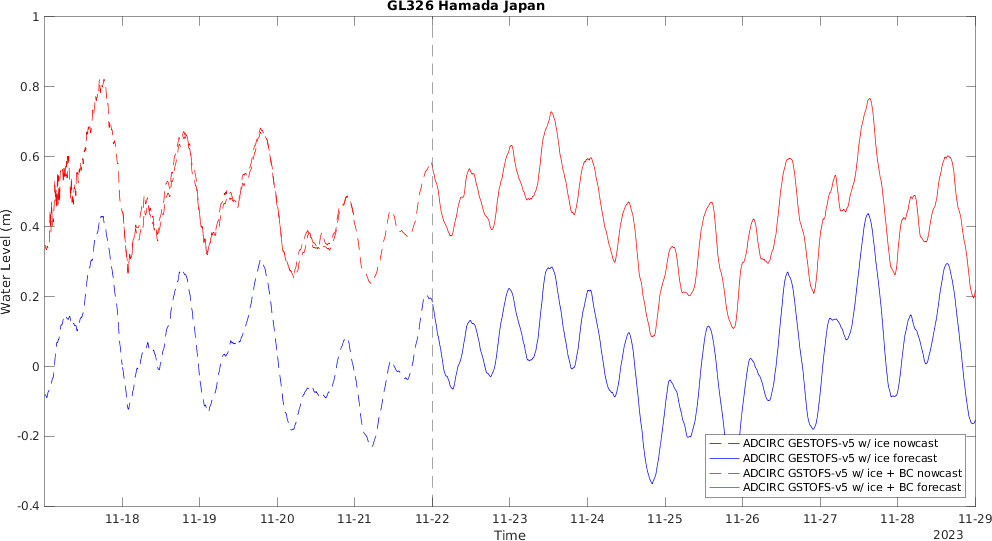 GL326 Hamada Japan
1
0.8
0.6
0.4
0.2
0
-0.2
-0.4
Water Level (m)
ADCIRC GESTOFS-v5 w/ ice nowcast
ADCIRC GESTOFS-v5 w/ ice forecast
ADCIRC GSTOFS-v5 w/ ice + BC nowcast
ADCIRC GSTOFS-v5 w/ ice + BC forecast
11-18 11-19 11-20 11-21 11-22 11-23 11-24 11-25 11-26 11-27 11-28 11-29
Time
2023